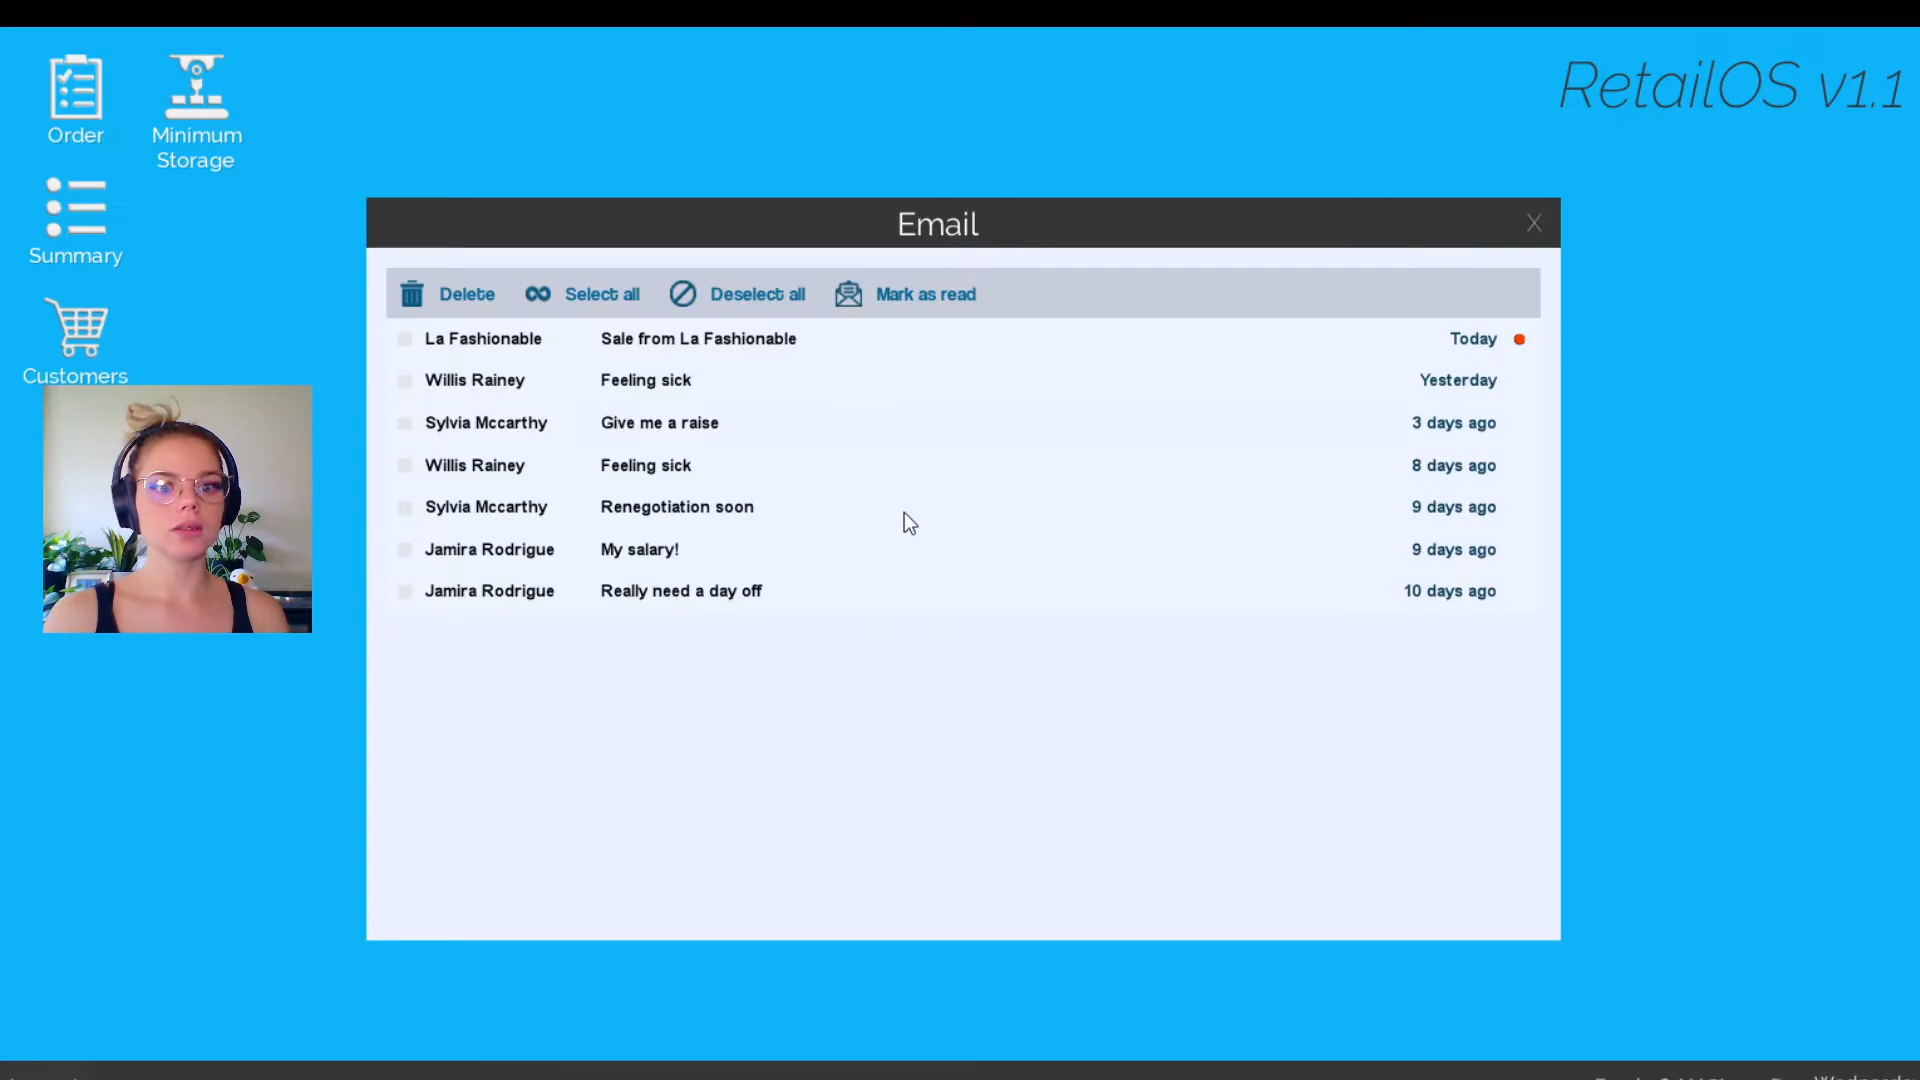 RetailOS v1.1
Order
Minimum
Storage
Summary
Customers
Email
X
Delete Select all Deselect all Mark as read
La Fashionable Sale from La Fashionable Today
Willis Rainey Feeling sick Yesterday
Sylvia Mccarthy Give me a raise 3 days ago
Willis Rainey Feeling sick 8 days ago
Sylvia Mccarthy Renegotiation soon 9 days ago
Jamira Rodrigue My salary! 9 days ago
Jamira Rodrigue Really need a day off 10 days ago